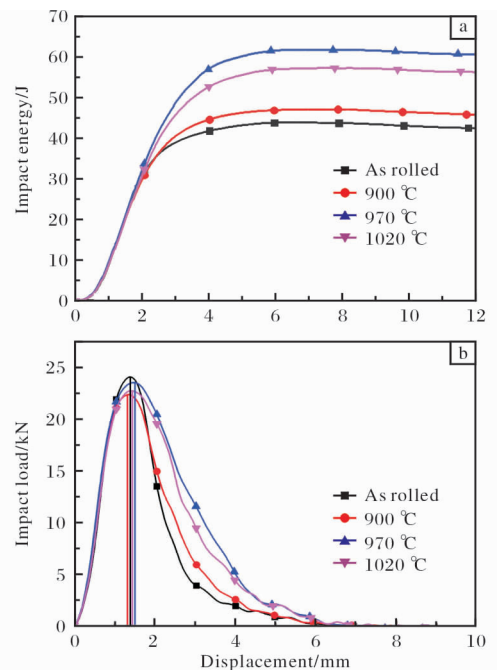 a
70
60
50
40
30
20
10
0
Impact energy/J
As rolled
900 ℃
970 ℃
1020 ℃
0 2 4 6 8 10 12
b
25
20
15
10
5
0
Impact load/kN
As rolled
900 ℃
970 ℃
1020 ℃
0 2 4 6 8 10
Displacement/mm